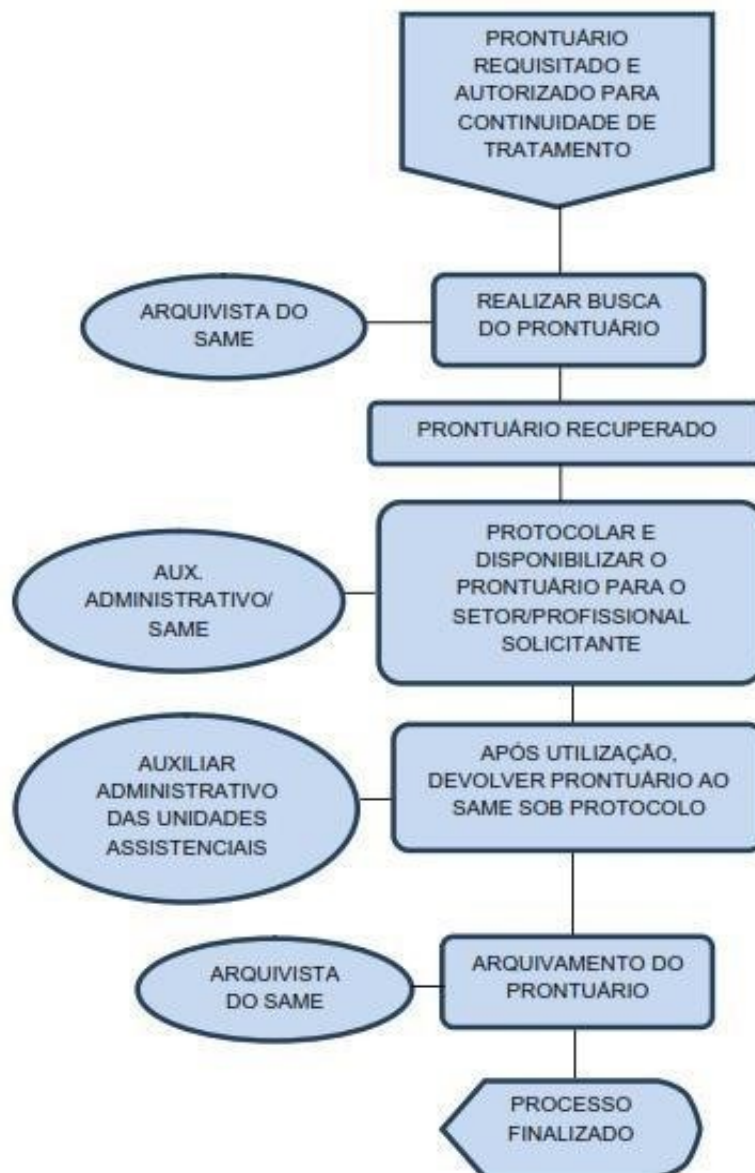 PRONTUÁRIO
REQUISITADO E
AUTORIZADO PARA
CONTINUIDADE DE
TRATAMENTO
ARQUIVISTA DO
SAME
REALIZAR BUSCA
DO PRONTUÁRIO
PRONTUÁRIO RECUPERADO
AUX.
ADMINISTRATIVO/
SAME
PROTOCOLAR E
DISPONIBILIZAR O
PRONTUÁRIO PARA O
SETOR/PROFISSIONAL
SOLICITANTE
AUXILIAR
ADMINISTRATIVO
DAS UNIDADES
ASSISTENCIAIS
APÓS UTILIZAÇÃO,
DEVOLVER PRONTUÁRIO AO
SAME SOB PROTOCOLO
ARQUIVISTA
DO SAME
ARQUIVAMENTO DO
PRONTUÁRIO
PROCESSO
FINALIZADO